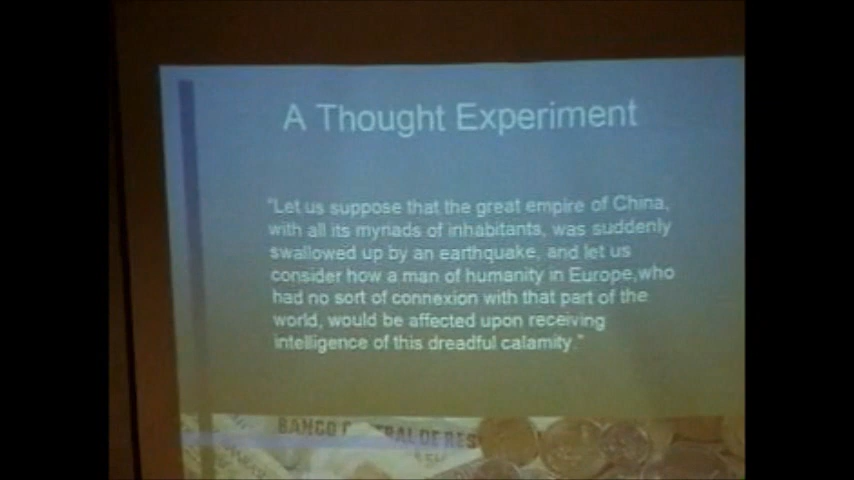 A Thought Experiment
"Let us suppose that the great empire of China,
with all its myriads of inhabitants, was suddenly
swallowed up by an earthquake, and let us
consider how a man of humanity in Europe,who
had no sort of connexion with that part of the
world, would be affected upon receiving
intelligence of this dreadful calamity."
BANCO RAL DE RES